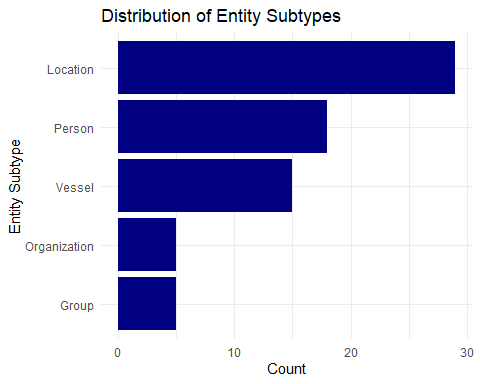 Distribution of Entity Subtypes
Entity Subtype
Location
Person
Vessel
Organization
Group
0 10 20 30
Count